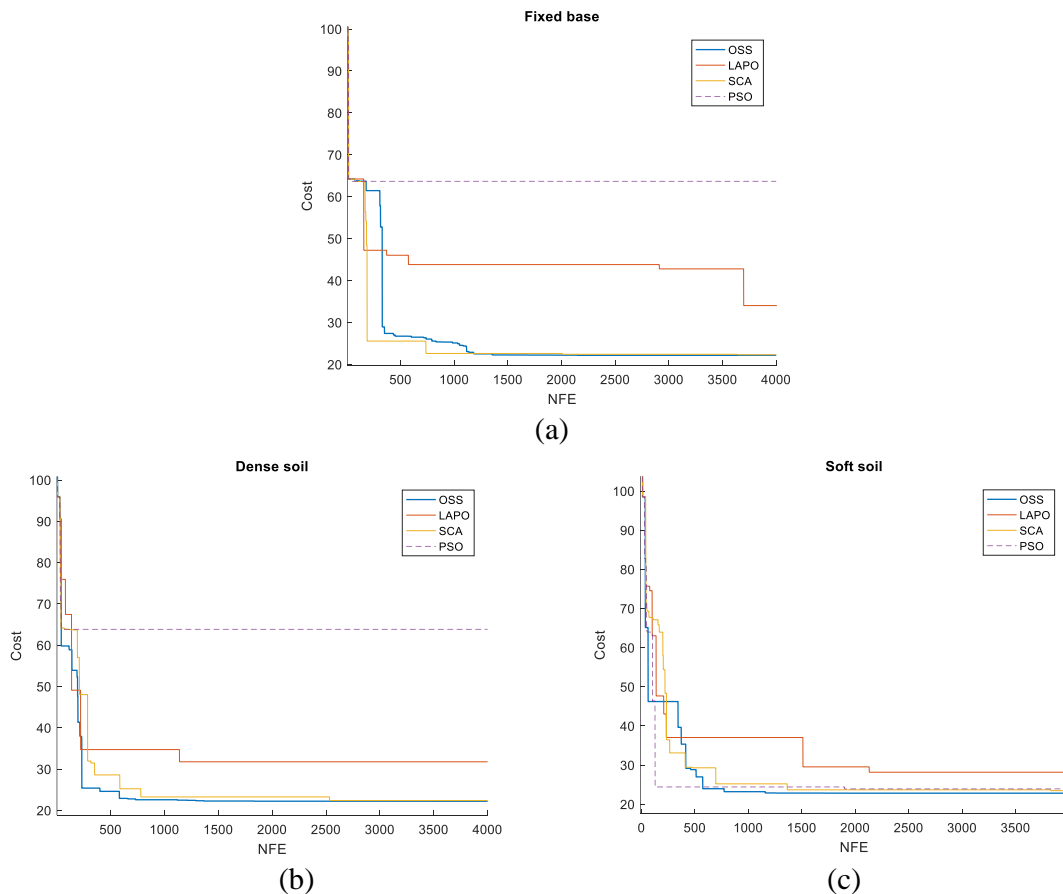 Fixed base
100
90
80
70
60
50
40
30
20
Cost
500
1000
1500
2000
2500
3000
3500
4000
NFE
OSS
LAPO
SCA
PSO
(a)
Dense soil
100
90
80
70
60
50
40
30
20
Cost
500
1000
1500
2000
2500
3000
3500
4000
NFE
OSS
LAPO
SCA
PSO
(b)
Soft soil
100
90
80
70
60
50
40
30
20
Cost
0
500
1000
1500
2000
2500
3000
3500
NFE
OSS
LAPO
SCA
PSO
(c)